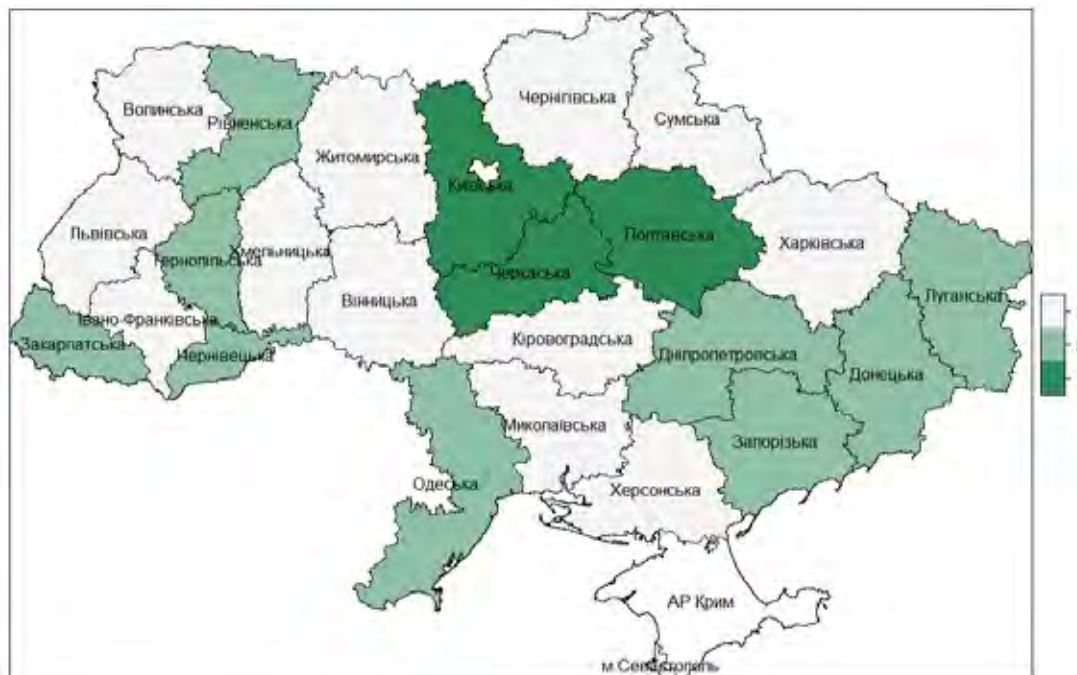 Чернігівська
Волинська
Рівненська
Сумська
Житомирська
Київська
Львівська
Полтавська
Харківська
Хмельницька
Тернопільська
Черкаська
Вінницька
Луганська
Івано-Франківська
Закарпатська
Чернівецька
Кіровоградська
Дніпропетровська
Донецька
Миколаївська
Запорізька
Одеська
Херсонська
АР Крим
м Севастополь